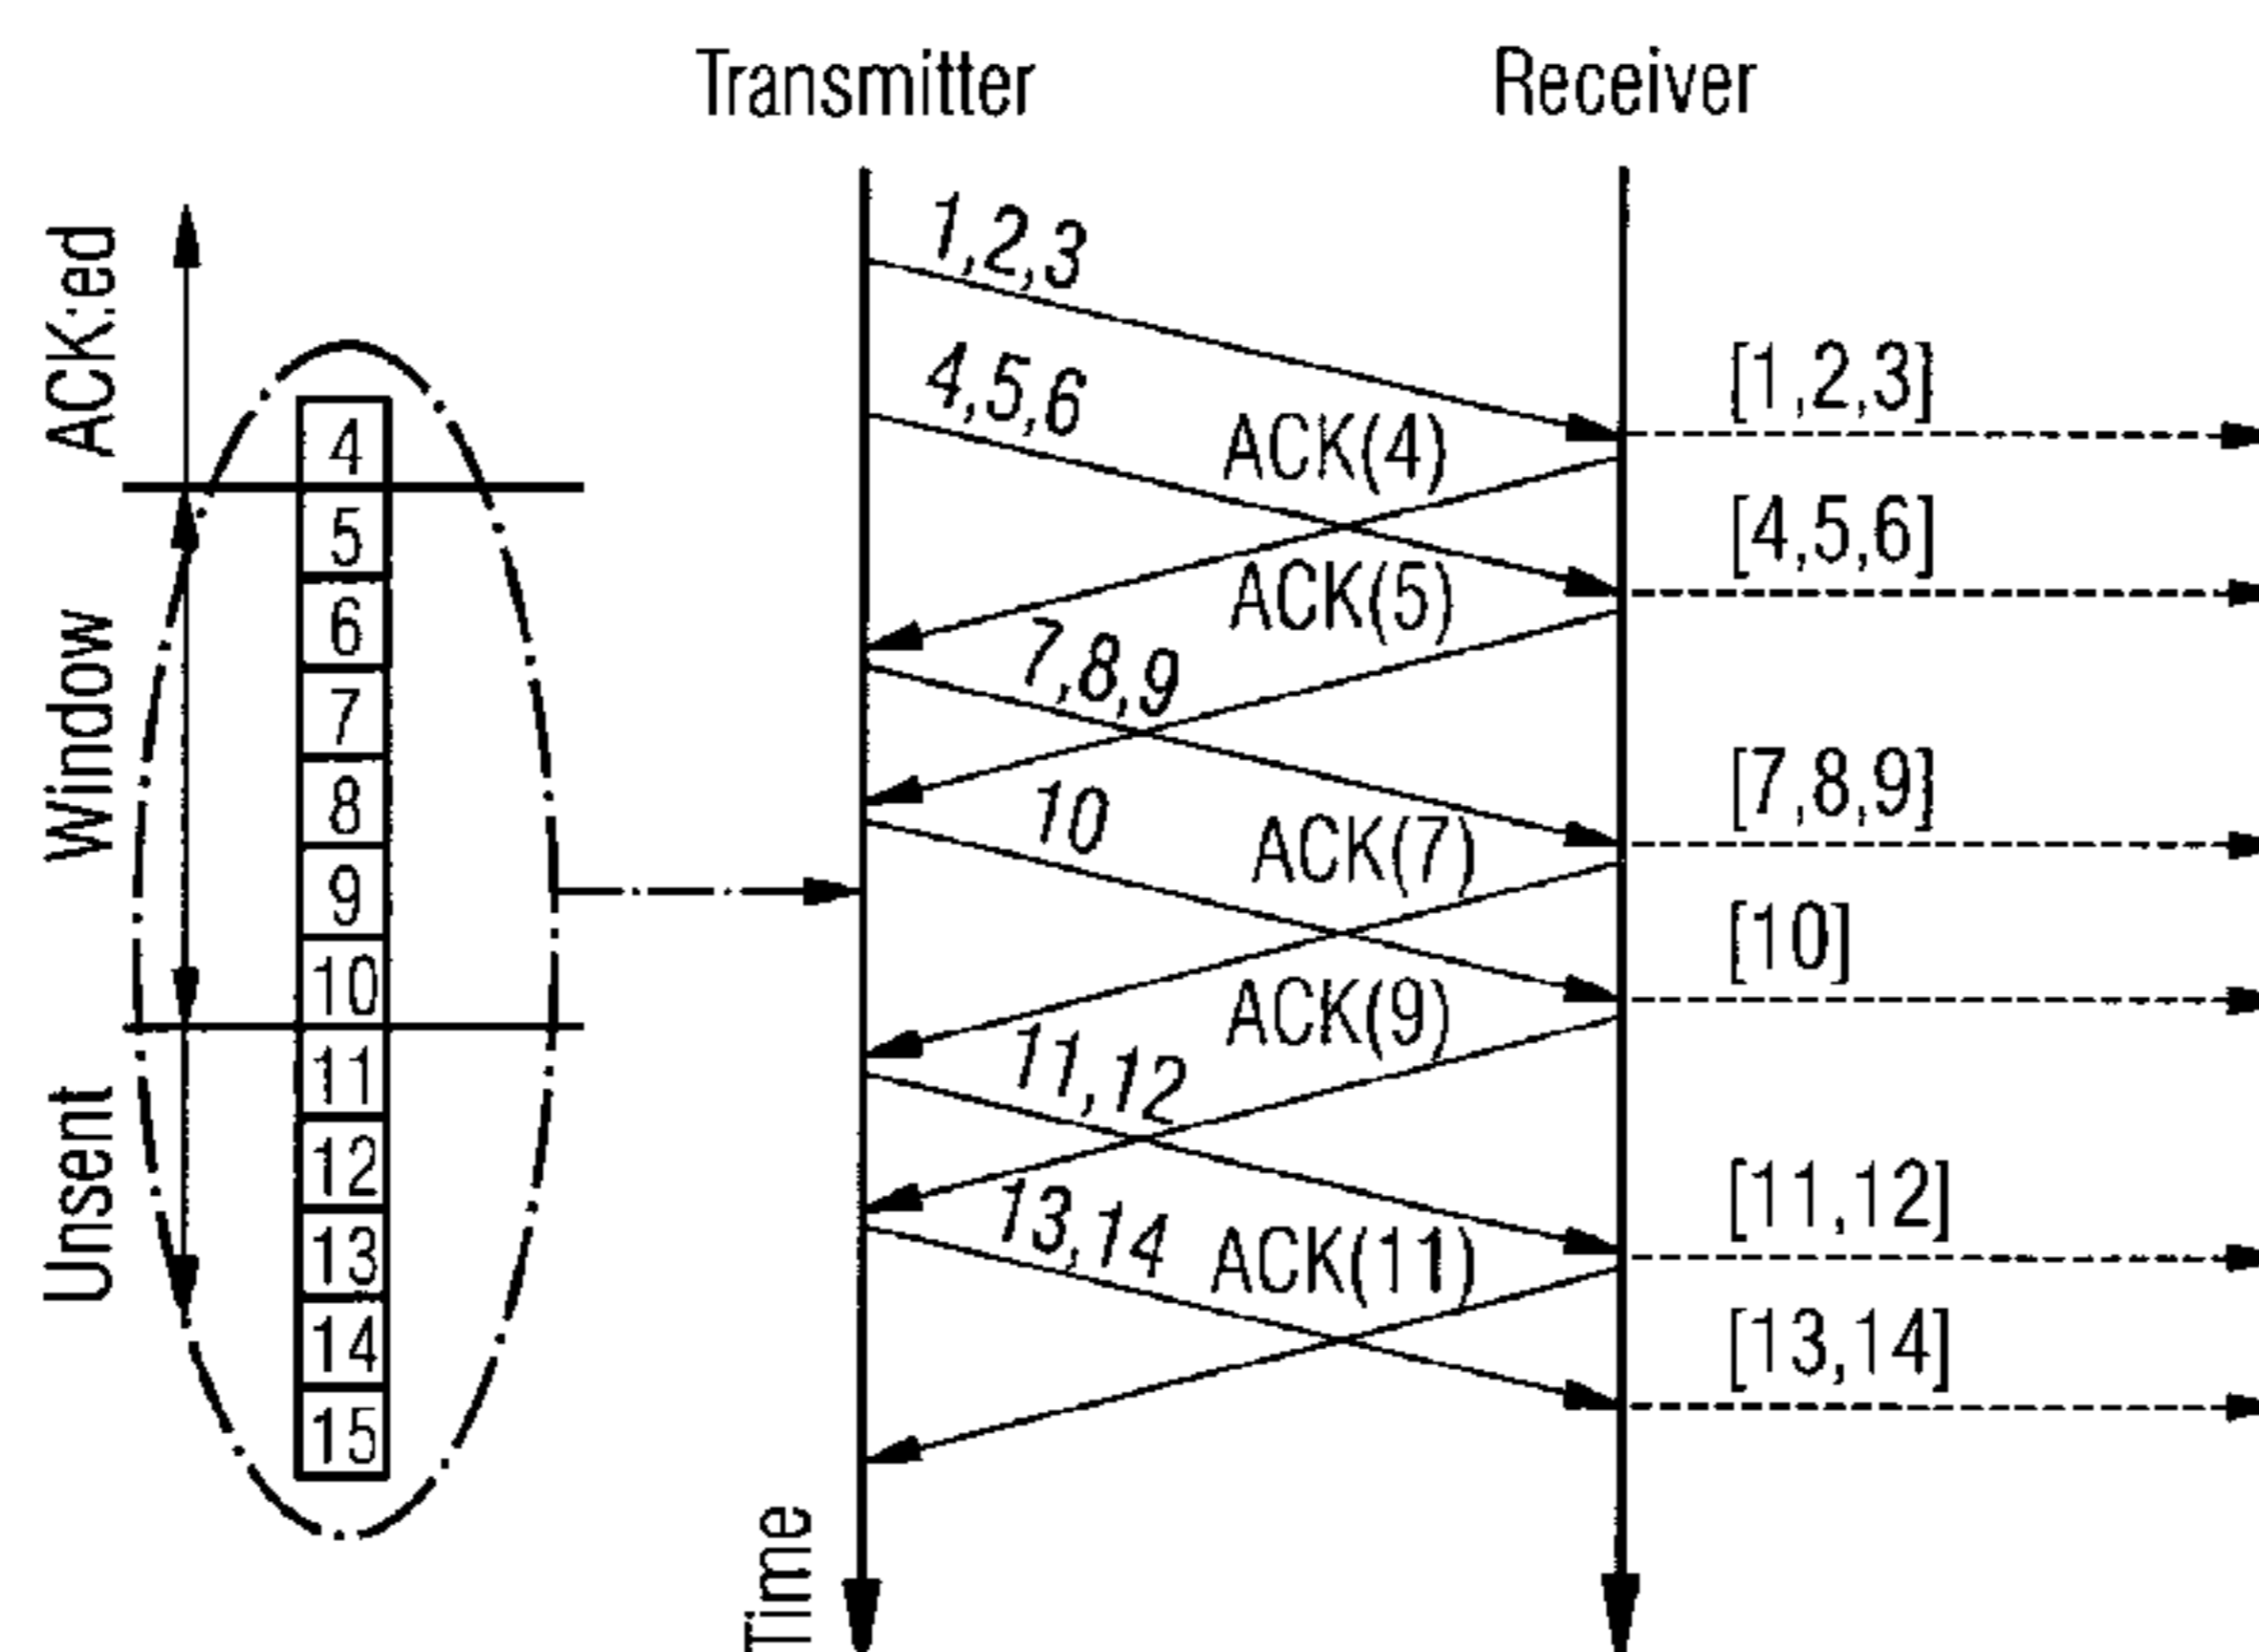 Transmitter
Receiver
ACK:ed
Window
Unsent
4
5
6
7
8
9
10
11
12
13
14
15
1,2,3
4,5,6
ACK(4)
ACK(5)
7,8,9
10
ACK(7)
ACK(9)
11,12
13,14
ACK(11)
[1,2,3]
[4,5,6]
[7,8,9]
[10]
[11,12]
[13,14]
Time